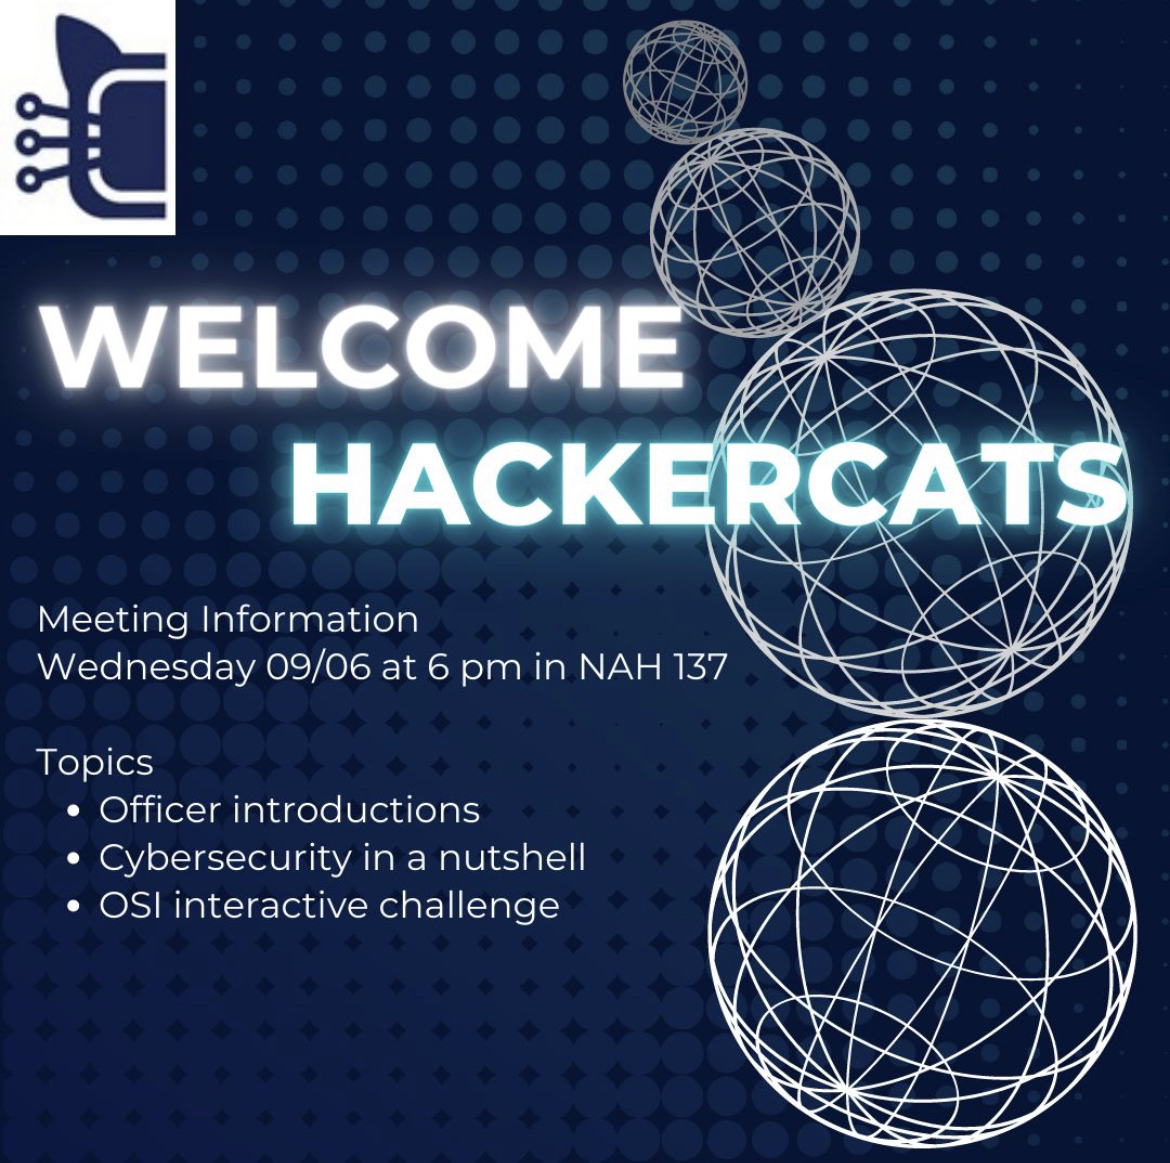 WELCOME
HACKERCATS
Meeting Information
Wednesday 09/06 at 6 pm in NAH 137
Topics
• Officer introductions
• Cybersecurity in a nutshell
• OSI interactive challenge